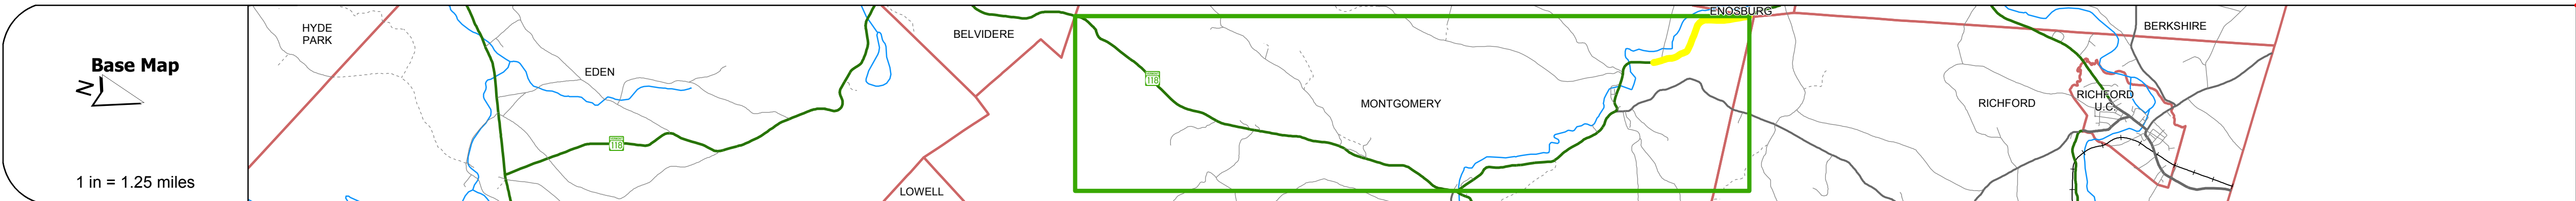 Base Map
N
1 in = 1.25 miles
HYDE
PARK
EDEN
118
BELVIDERE
LOWELL
118
MONTGOMERY
ENOSBURG
RICHFORD
RICHFORD
U.C.
BERKSHIRE